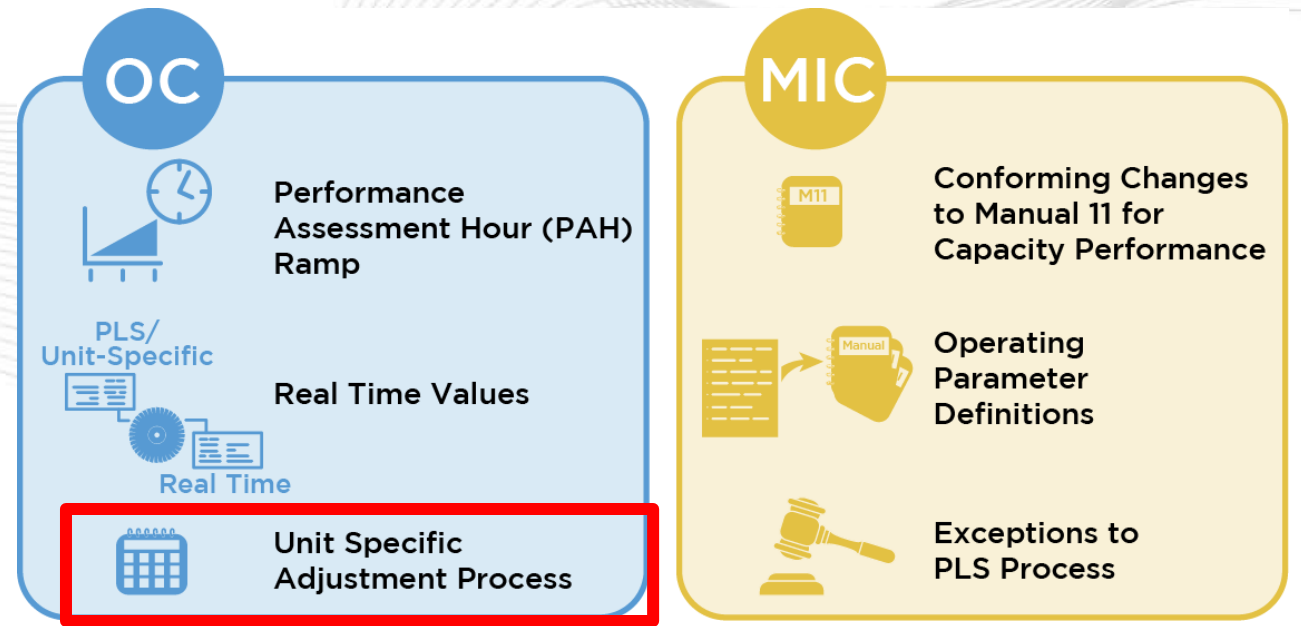 OC
Performance
Assessment Hour (PAH)
Ramp
PLS/
Unit-Specific
Real Time Values
Real Time
Unit Specific
Adjustment Process
MIC
M11
Conforming Changes
to Manual 11 for
Capacity Performance
Manual
Operating
Parameter
Definitions
Exceptions to
PLS Process